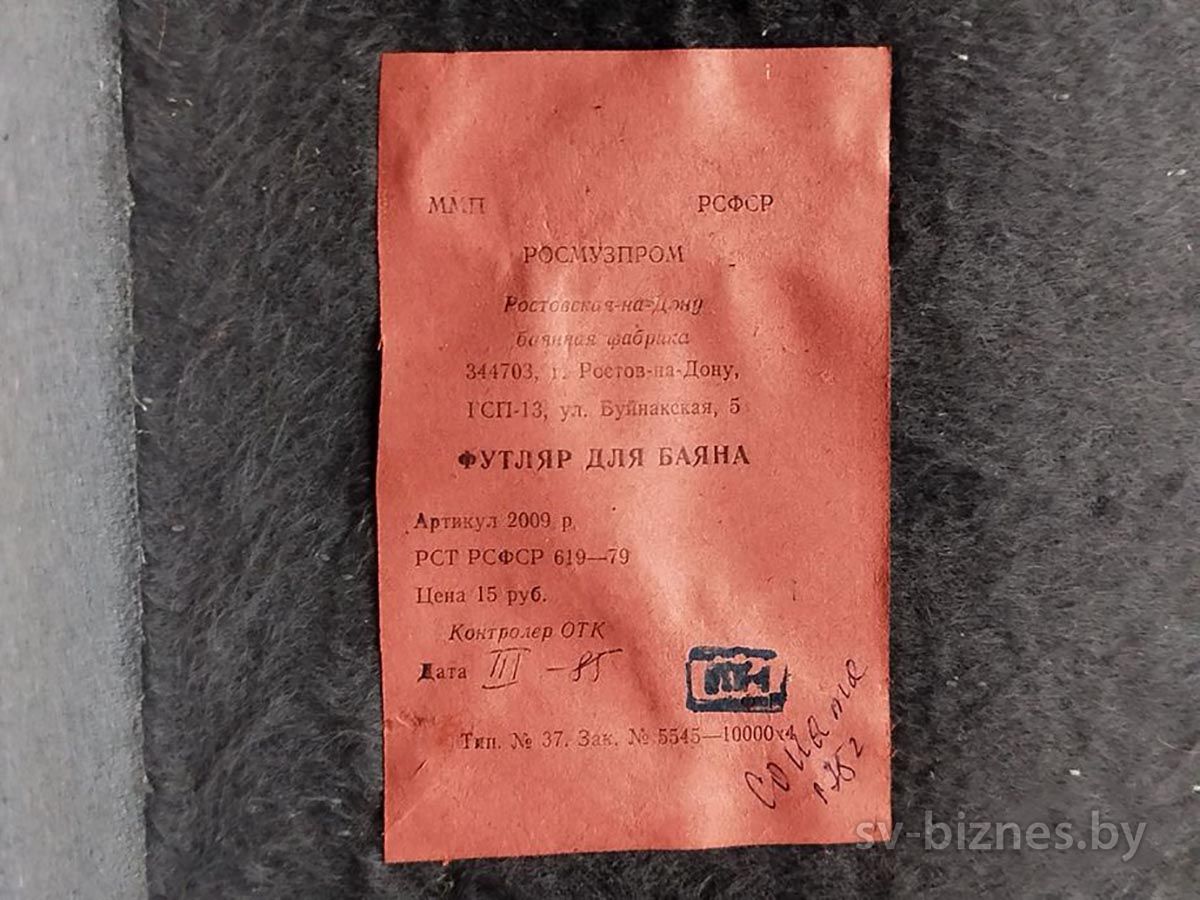 ММП РСФСР
РОСМУЗПРОМ
Ростовская-на-Дону
баянная фабрика
344703, г. Ростов-на-Дону,
ГСП-13, ул. Буйнакская, 5
ФУТЛЯР ДЛЯ БАЯНА
Артикул 2009 р.
РСТ РСФСР 619—79
Цена 15 руб.
Контролер ОТК
Дата III — 85
Тип. № 37. Зак. № 5545—10000
Соната
sv-biznes.by